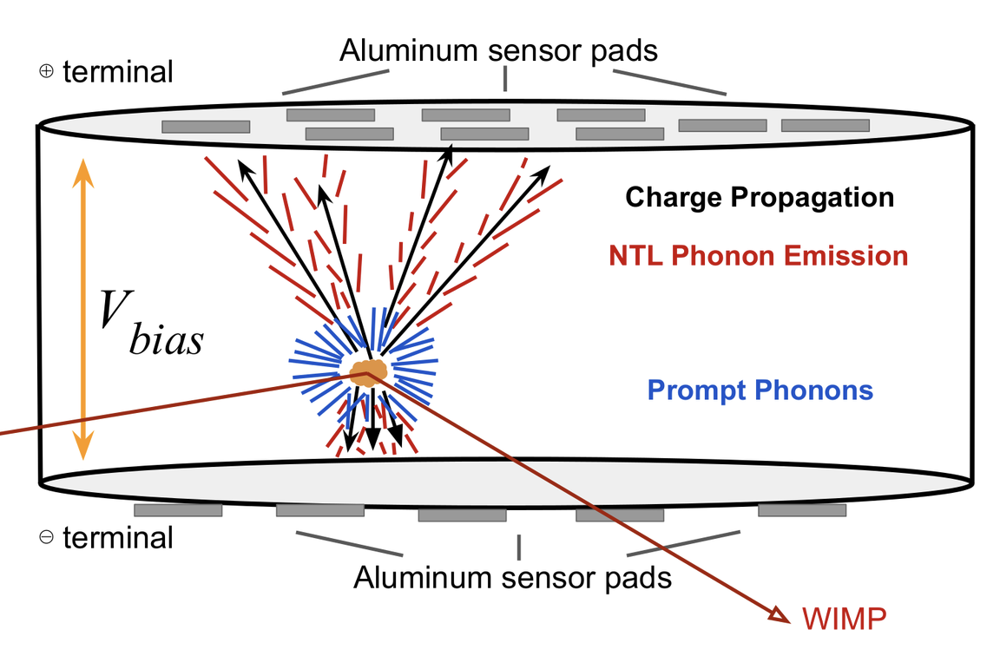 Aluminum sensor pads
⊕ terminal
Charge Propagation
NTL Phonon Emission
V bias
Prompt Phonons
⊖ terminal
Aluminum sensor pads
WIMP